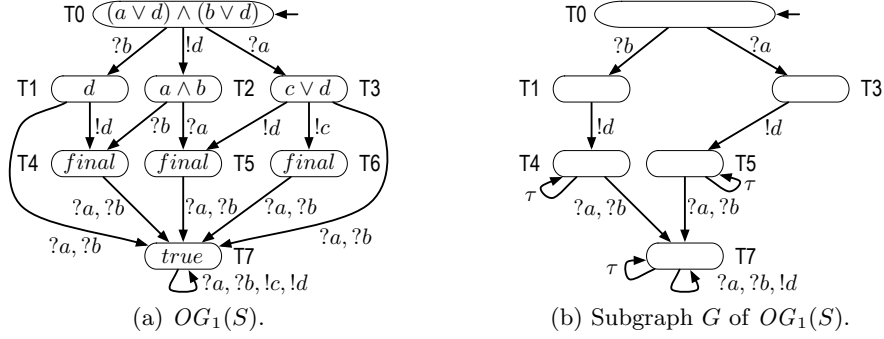 T0 (a ∨ d) ∧ (b ∨ d) T0
?b !d ?a ?b ?a
T1 d a ∧ b T2 c ∨ d T3 T1 T3
!d ?b ?a !d !c !d !d
T4 final final T5 final T6 T4 T5
τ τ
?a, ?b ?a, ?b ?a, ?b ?a, ?b ?a, ?b
?a, ?b ?a, ?b
true T7 τ T7
?a, ?b, !c, !d ?a, ?b, !d
(a) OG1(S). (b) Subgraph G of OG1(S).